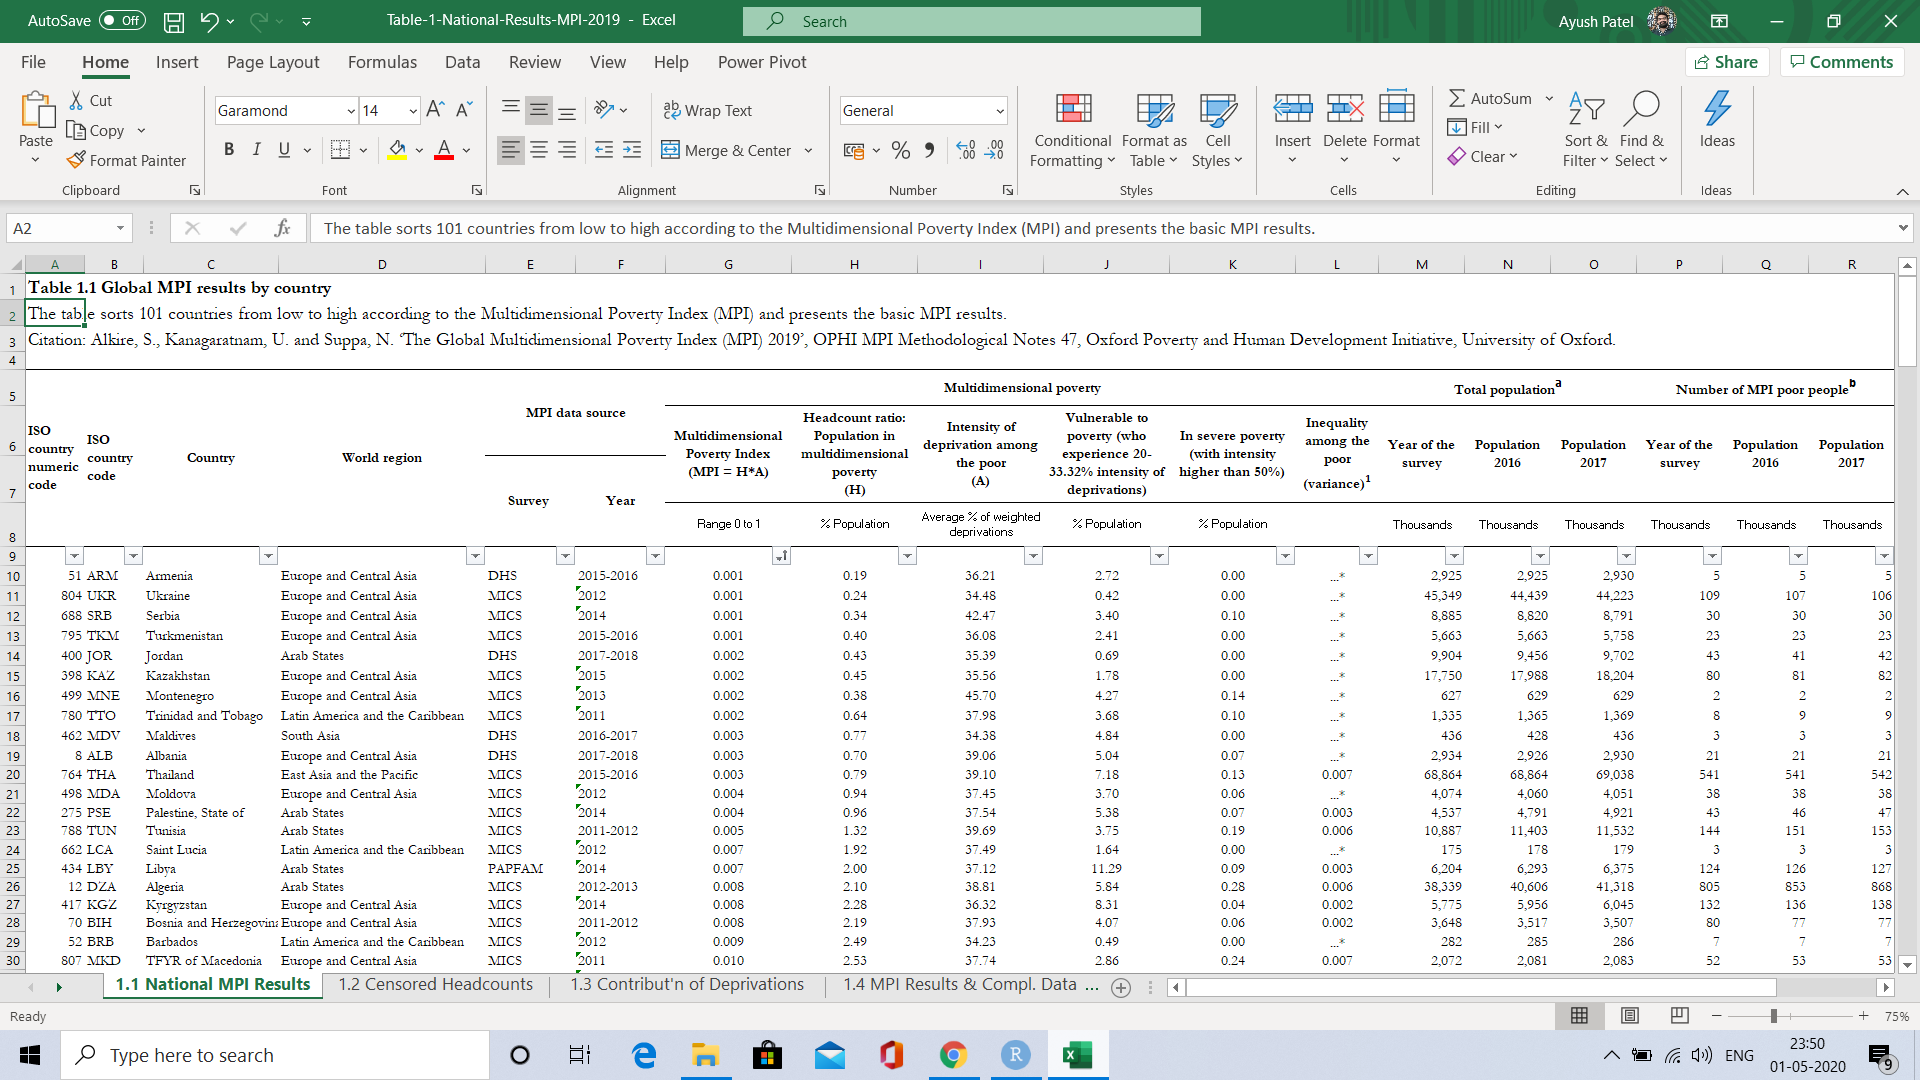 AutoSave Off Table-1-National-Results-MPI-2019 - Excel Search Ayush Patel
File Home Insert Page Layout Formulas Data Review View Help Power Pivot Share Comments
Paste
Cut
Copy
Format Painter
Clipboard
Garamond 14
B I U
Font
Wrap Text
Merge & Center
Alignment
General
Number
Conditional Formatting
Format as Table
Cell Styles
Styles
Insert Delete Format
Cells
AutoSum
Fill
Clear
Sort & Filter
Find & Select
Editing
Ideas
Ideas
A2 fx The table sorts 101 countries from low to high according to the Multidimensional Poverty Index (MPI) and presents the basic MPI results.
A B C D E F G H I J K L M N O P Q R
1 Table 1.1 Global MPI results by country
2 The table sorts 101 countries from low to high according to the Multidimensional Poverty Index (MPI) and presents the basic MPI results.
3 Citation: Alkire, S., Kanagaratnam, U. and Suppa, N. ‘The Global Multidimensional Poverty Index (MPI) 2019’, OPHI MPI Methodological Notes 47, Oxford Poverty and Human Development Initiative, University of Oxford.
4
5 Multidimensional poverty Total population a Number of MPI poor people b
6
7
8
ISO country numeric code
ISO country code
Country
World region
MPI data source
Survey Year
Multidimensional Poverty Index (MPI = H*A)
Headcount ratio: Population in multidimensional poverty (H)
Intensity of deprivation among the poor (A)
Vulnerable to poverty (who experience 20-33.32% intensity of deprivations)
In severe poverty (with intensity higher than 50%)
Inequality among the poor (variance)1
Year of the survey
Population 2016
Population 2017
Year of the survey
Population 2016
Population 2017
Range 0 to 1 % Population Average % of weighted deprivations % Population % Population Thousands Thousands Thousands Thousands Thousands Thousands
9
10 51 ARM Armenia Europe and Central Asia DHS 2015-2016 0.001 0.19 36.21 2.72 0.00 ...* 2,925 2,925 2,930 5 5 5
11 804 UKR Ukraine Europe and Central Asia MICS 2012 0.001 0.24 34.48 0.42 0.00 ...* 45,349 44,439 44,223 109 107 106
12 688 SRB Serbia Europe and Central Asia MICS 2014 0.001 0.34 42.47 3.40 0.10 ...* 8,885 8,820 8,791 30 30 30
13 795 TKM Turkmenistan Europe and Central Asia MICS 2015-2016 0.001 0.40 36.08 2.41 0.00 ...* 5,663 5,663 5,758 23 23 23
14 400 JOR Jordan Arab States DHS 2017-2018 0.002 0.43 35.39 0.69 0.00 ...* 9,904 9,456 9,702 43 41 42
15 398 KAZ Kazakhstan Europe and Central Asia MICS 2015 0.002 0.45 35.56 1.78 0.00 ...* 17,750 17,988 18,204 80 81 82
16 499 MNE Montenegro Europe and Central Asia MICS 2013 0.002 0.38 45.70 4.27 0.14 ...* 627 629 629 2 2 2
17 780 TTO Trinidad and Tobago Latin America and the Caribbean MICS 2011 0.002 0.64 37.98 3.68 0.10 ...* 1,335 1,365 1,369 8 9 9
18 462 MDV Maldives South Asia DHS 2016-2017 0.003 0.77 34.38 4.84 0.00 ...* 436 428 436 3 3 3
19 8 ALB Albania Europe and Central Asia DHS 2017-2018 0.003 0.70 39.06 5.04 0.07 ...* 2,934 2,926 2,930 21 21 21
20 764 THA Thailand East Asia and the Pacific MICS 2015-2016 0.003 0.79 39.10 7.18 0.13 0.007 68,864 68,864 69,038 541 541 542
21 498 MDA Moldova Europe and Central Asia MICS 2012 0.004 0.94 37.45 3.70 0.06 ...* 4,074 4,060 4,051 38 38 38
22 275 PSE Palestine, State of Arab States MICS 2014 0.004 0.96 37.54 5.38 0.07 0.003 4,537 4,791 4,921 43 46 47
23 788 TUN Tunisia Arab States MICS 2011-2012 0.005 1.32 39.69 3.75 0.19 0.006 10,887 11,403 11,532 144 151 153
24 662 LCA Saint Lucia Latin America and the Caribbean MICS 2012 0.007 1.92 37.49 1.64 0.00 ...* 175 178 179 3 3 3
25 434 LBY Libya Arab States PAPFAM 2014 0.007 2.00 37.12 11.29 0.09 0.003 6,204 6,293 6,375 124 126 127
26 12 DZA Algeria Arab States MICS 2012-2013 0.008 2.10 38.81 5.84 0.28 0.006 38,339 40,606 41,318 805 853 868
27 417 KGZ Kyrgyzstan Europe and Central Asia MICS 2014 0.008 2.28 36.32 8.31 0.04 0.002 5,775 5,956 6,045 132 136 138
28 70 BIH Bosnia and Herzegovina Europe and Central Asia MICS 2011-2012 0.008 2.19 37.93 4.07 0.06 0.002 3,648 3,517 3,507 80 77 77
29 52 BRB Barbados Latin America and the Caribbean MICS 2012 0.009 2.49 34.23 0.49 0.00 ...* 282 285 286 7 7 7
30 807 MKD TFYR of Macedonia Europe and Central Asia MICS 2011 0.010 2.53 37.74 2.86 0.24 0.007 2,072 2,081 2,083 52 53 53
1.1 National MPI Results 1.2 Censored Headcounts 1.3 Contribut'n of Deprivations 1.4 MPI Results & Compl. Data ...
Ready 75%
Type here to search ENG 23:50
01-05-2020 9